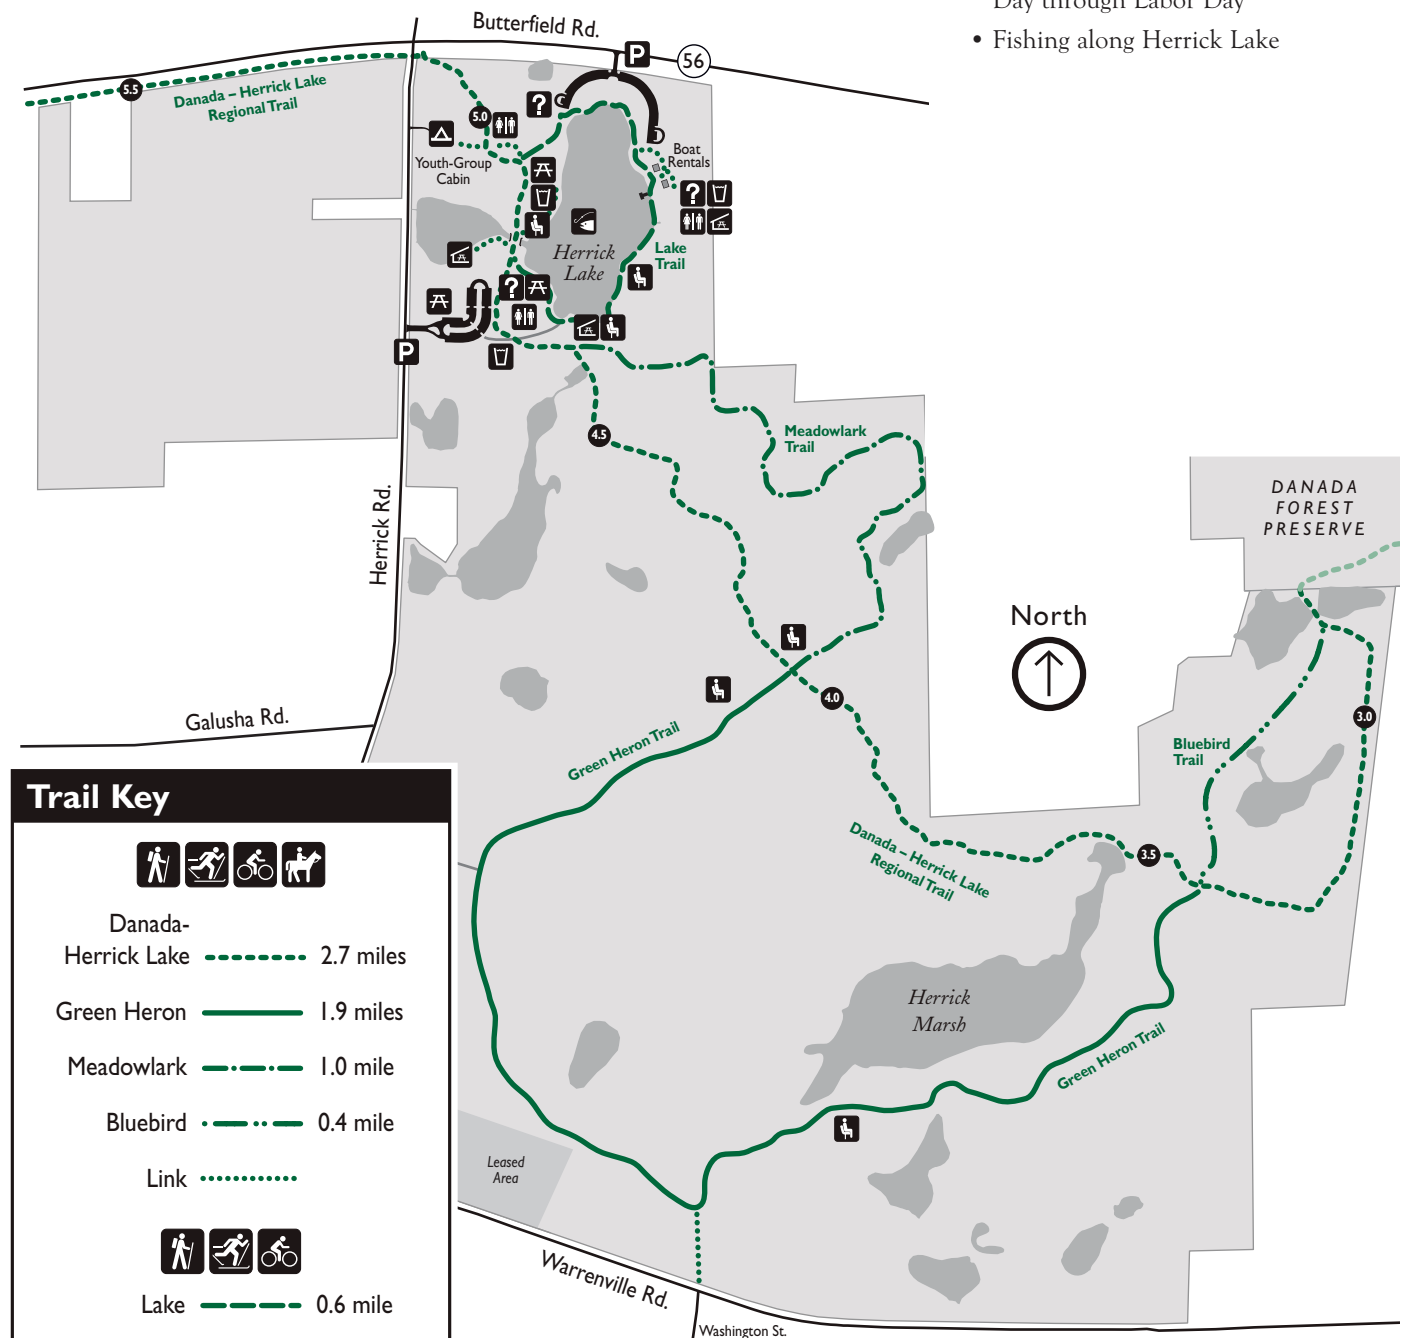 Day through Labor Day
• Fishing along Herrick Lake
Butterfield Rd.
P
56
5.5
Danada – Herrick Lake
Regional Trail
5.0
?
Youth-Group
Cabin
Boat
Rentals
?
Herrick
Lake
Lake
Trail
?
P
4.5
Meadowlark
Trail
Herrick Rd.
DANADA
FOREST
PRESERVE
North
4.0
3.0
Galusha Rd.
Green Heron Trail
Bluebird
Trail
Danada – Herrick Lake
Regional Trail
3.5
Herrick
Marsh
Green Heron Trail
Leased
Area
Warrenville Rd.
Washington St.
Trail Key
Danada-
Herrick Lake 2.7 miles
Green Heron 1.9 miles
Meadowlark 1.0 mile
Bluebird 0.4 mile
Link
Lake 0.6 mile